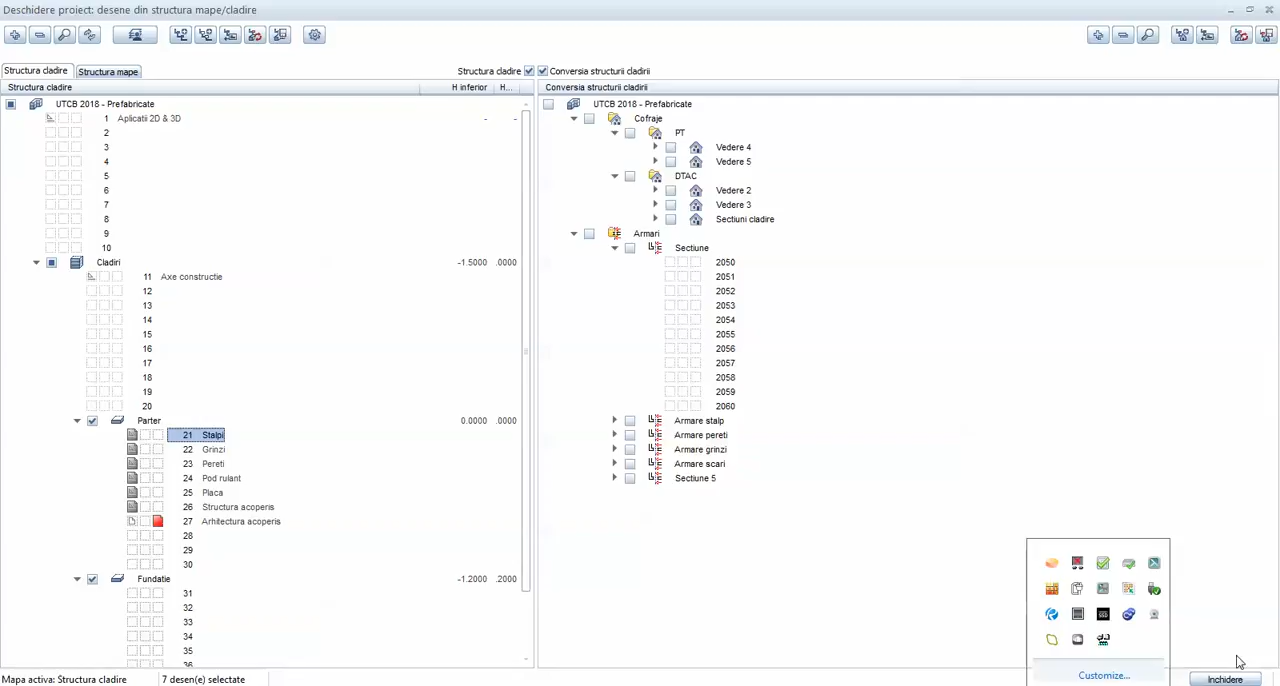 Deschidere proiect: desene din structura mape/cladire
Structura cladire
Structura mape
Structura cladire
Conversia structurii cladirii
Structura cladire H inferior H...
UTCB 2018 - Prefabricate
1 Aplicatii 2D & 3D - -
2
3
4
5
6
7
8
9
10
Cladiri -1.5000 .0000
11 Axe constructie
12
13
14
15
16
17
18
19
20
Parter 0.0000 .0000
21 Stalpi
22 Grinzi
23 Pereti
24 Pod rulant
25 Placa
26 Structura acoperis
27 Arhitectura acoperis
28
29
30
Fundatie -1.2000 .2000
31
32
33
34
35
36
Conversia structurii cladirii
UTCB 2018 - Prefabricate
Cofraje
PT
Vedere 4
Vedere 5
DTAC
Vedere 2
Vedere 3
Sectiuni cladire
Armari
Sectiune
2050
2051
2052
2053
2054
2055
2056
2057
2058
2059
2060
Armare stalp
Armare pereti
Armare grinzi
Armare scari
Sectiune 5
Customize...
Mapa activa: Structura cladire
7 desen(e) selectate
Inchidere